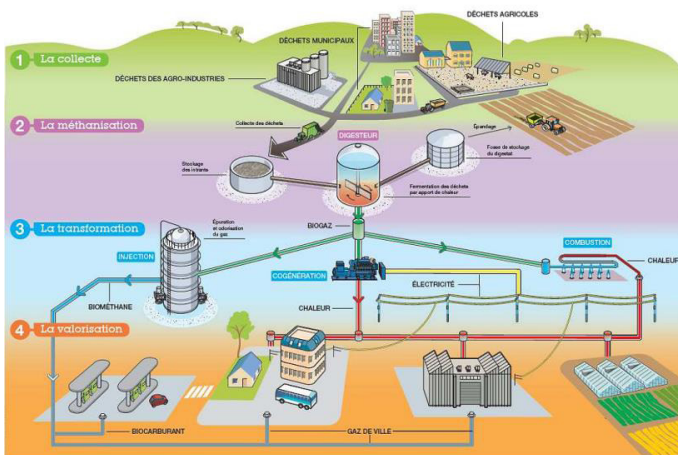 1 La collecte
DÉCHETS MUNICIPAUX
DÉCHETS AGRICOLES
DÉCHETS DES AGRO-INDUSTRIES
Collecte des déchets
2 La méthanisation
DIGESTEUR
Épandage
Stockage
des intrants
Fosse de stockage
du digestat
Fermentation des déchets
par apport de chaleur
3 La transformation
Épuration
et odorisation
du gaz
BIOGAZ
INJECTION
COGÉNÉRATION
COMBUSTION
CHALEUR
ÉLECTRICITÉ
BIOMÉTHANE
CHALEUR
4 La valorisation
BIOCARBURANT
GAZ DE VILLE